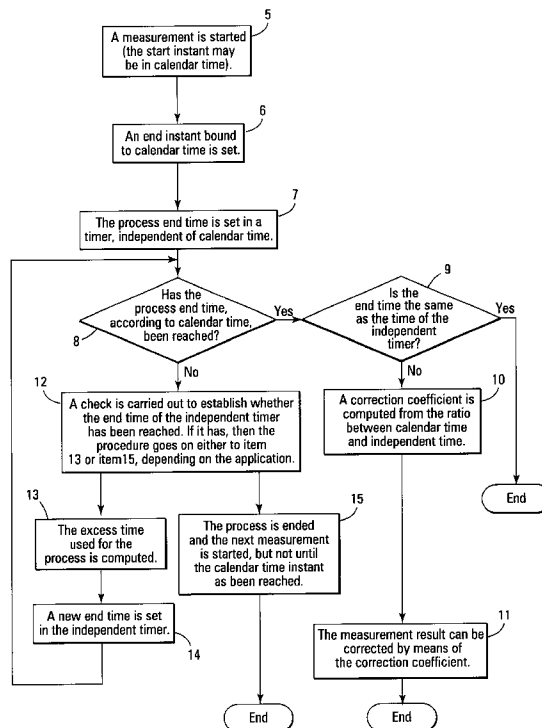 5
A measurement is started
(the start instant may
be in calendar time).
6
An end instant bound
to calendar time is set.
7
The process end time is set in a
timer, independent of calendar time.
8
Has the
process end time,
according to calendar time,
been reached?
Yes
No
9
Is the
end time the same
as the time of the
independent
timer?
Yes
No
12
A check is carried out to establish whether
the end time of the independent timer
has been reached. If it has, then the
procedure goes on either to item
13 or item15, depending on the application.
10
A correction coefficient is
computed from the ratio
between calendar time
and independent time.
End
13
The excess time
used for the
process is computed.
15
The process is ended
and the next measurement
is started, but not until
the calendar time instant
as been reached.
A new end time is set
in the independent timer.
14
11
The measurement result can be
corrected by means of
the correction coefficient.
End
End